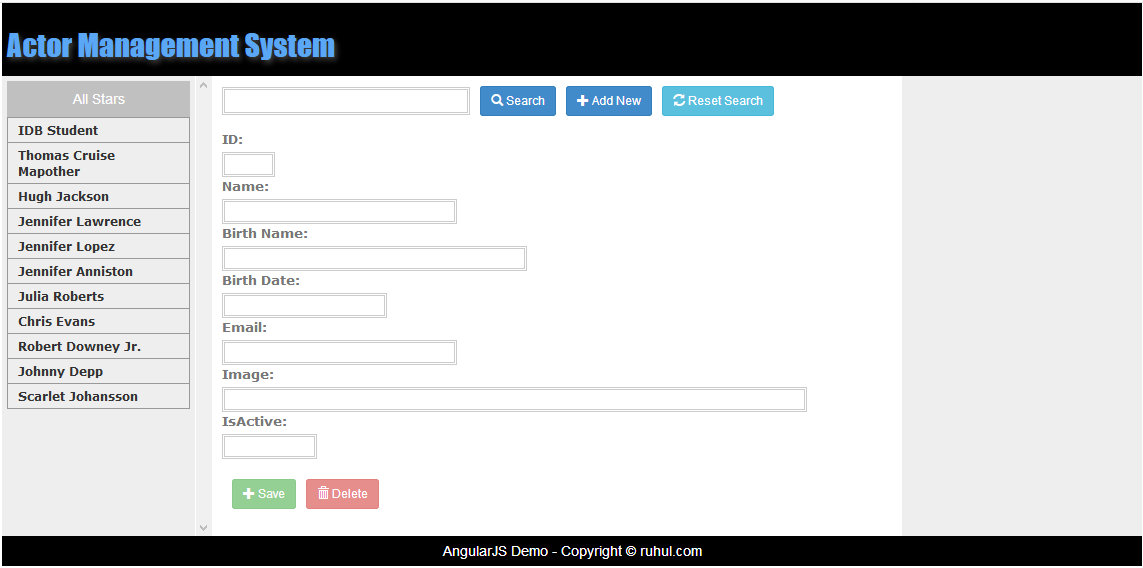 Actor Management System
All Stars
IDB Student
Thomas Cruise
Mapother
Hugh Jackson
Jennifer Lawrence
Jennifer Lopez
Jennifer Anniston
Julia Roberts
Chris Evans
Robert Downey Jr.
Johnny Depp
Scarlet Johansson
Search Add New Reset Search
ID:
Name:
Birth Name:
Birth Date:
Email:
Image:
IsActive:
Save Delete
AngularJS Demo - Copyright © ruhul.com